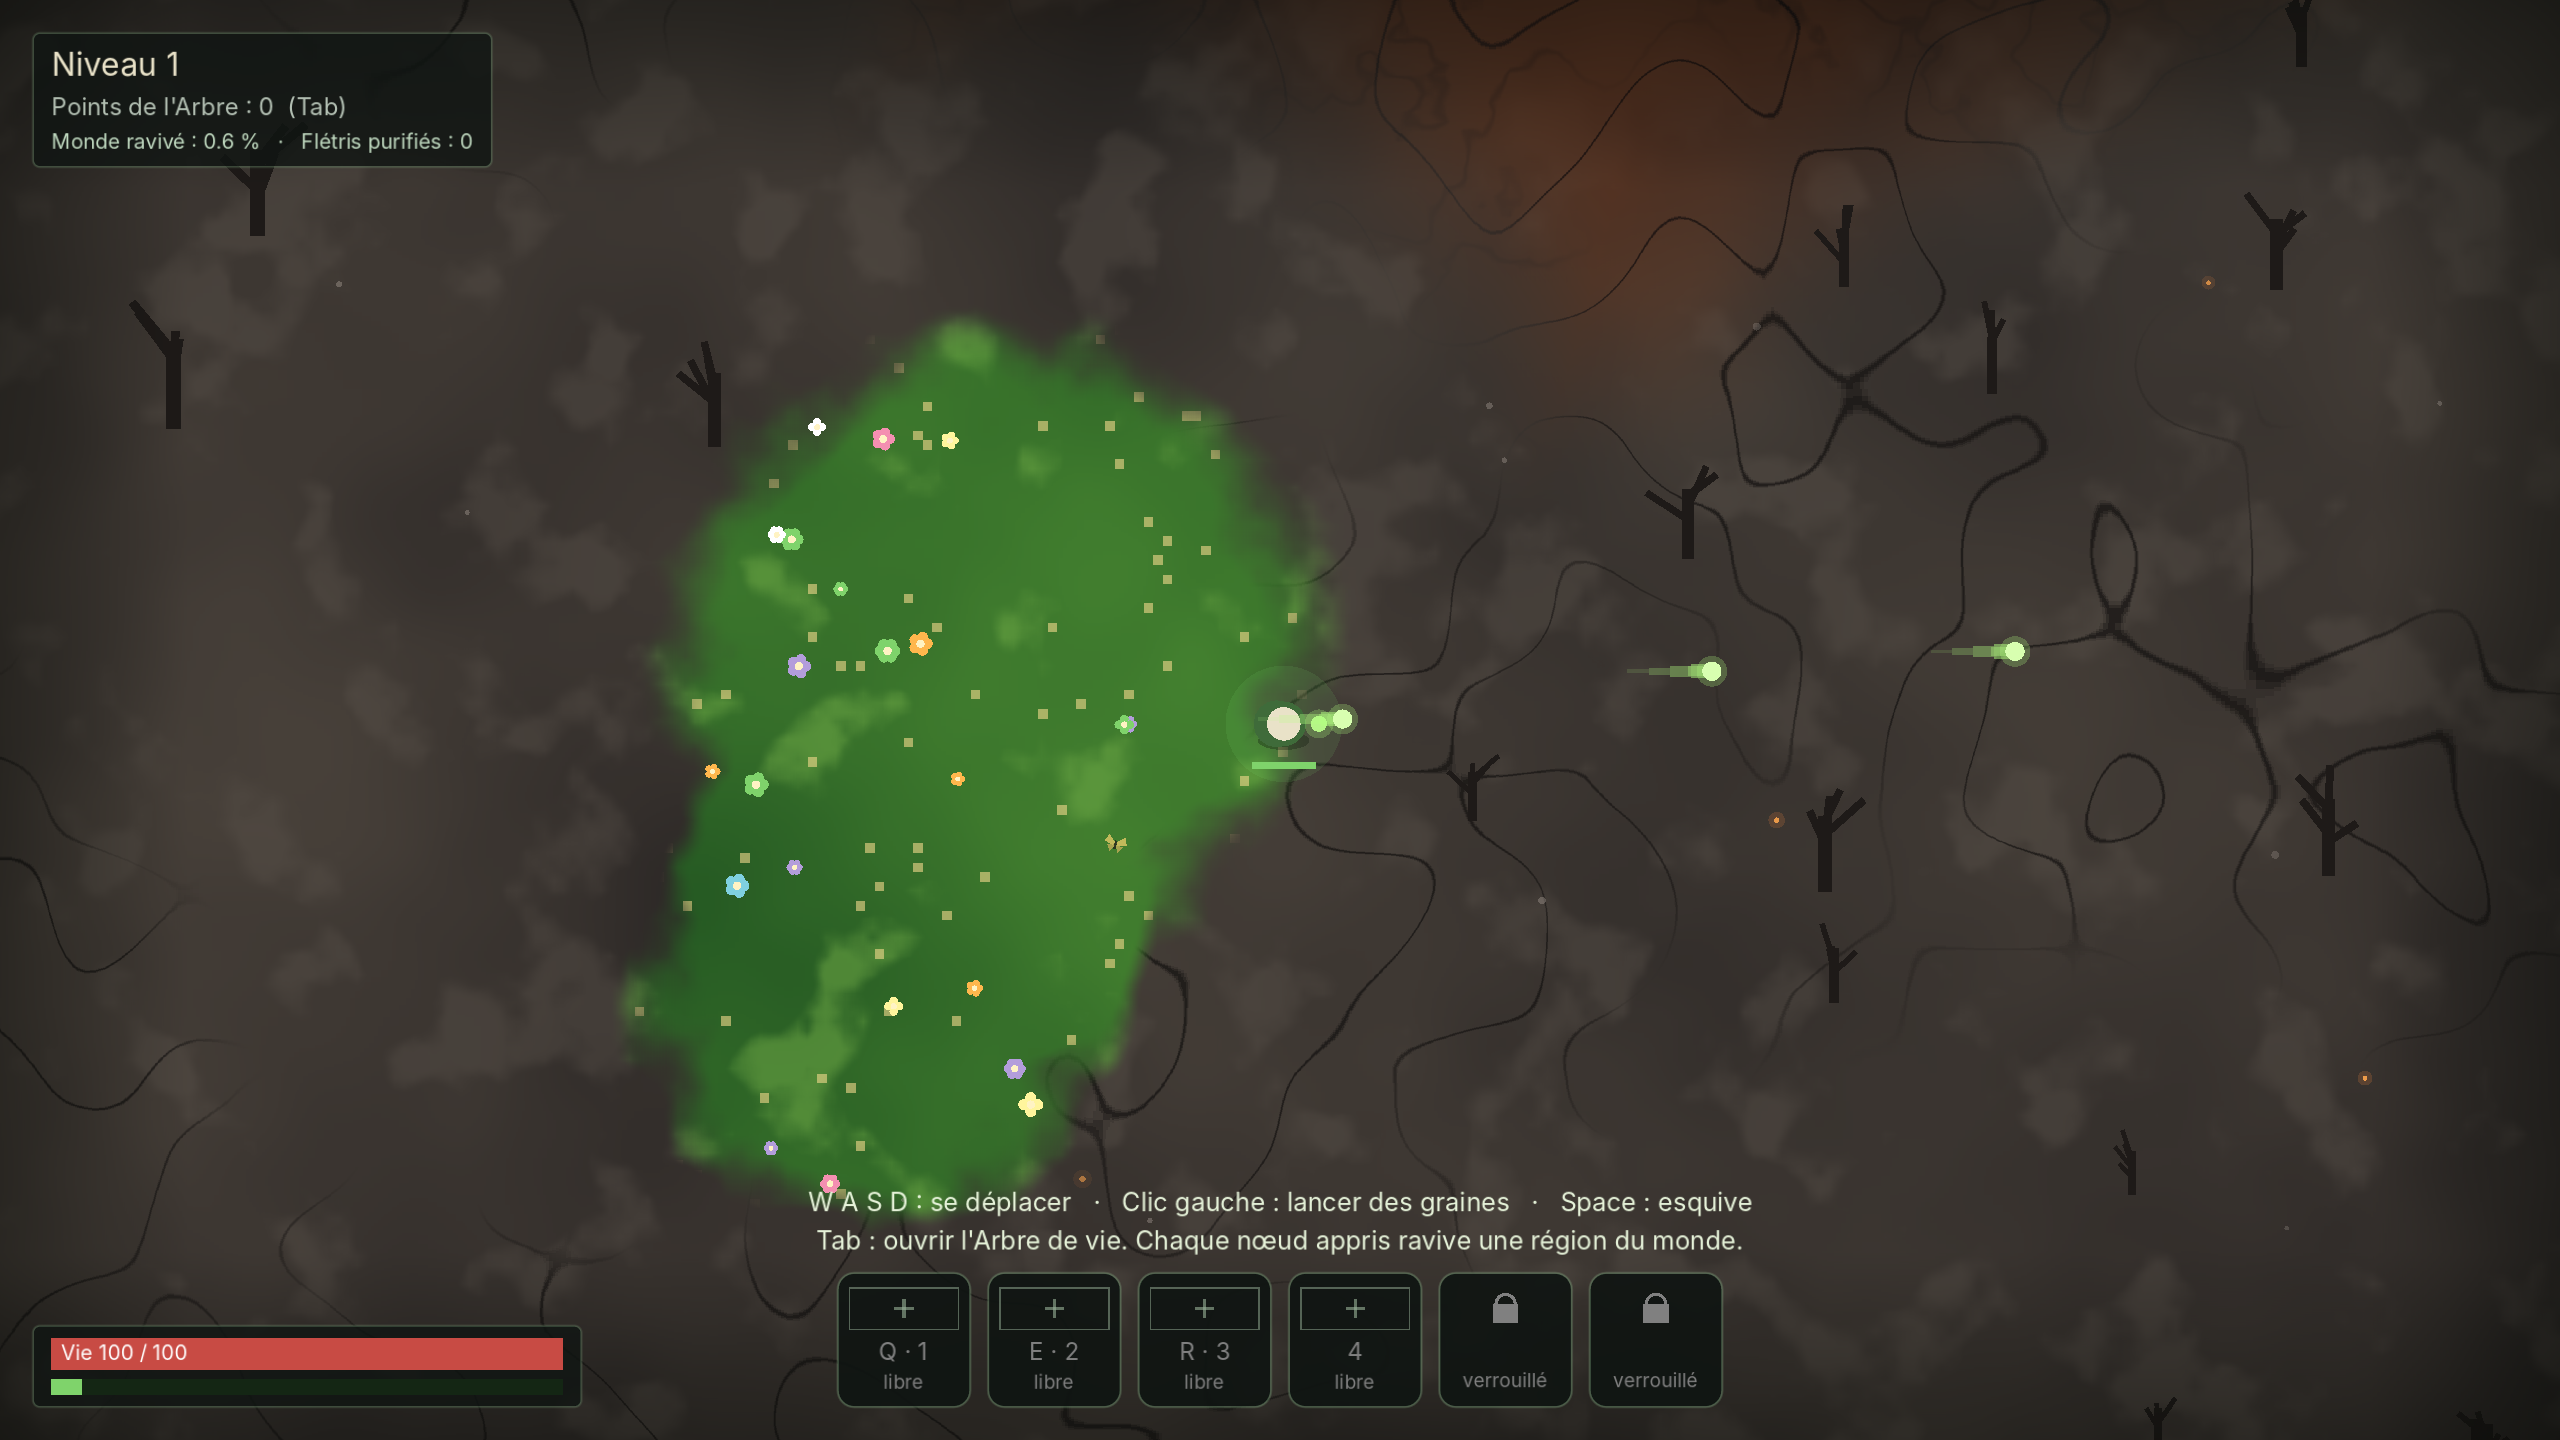 Niveau 1
Points de l'Arbre : 0 (Tab)
Monde ravivé : 0.6 % · Flétris purifiés : 0
W A S D : se déplacer · Clic gauche : lancer des graines · Space : esquive
Tab : ouvrir l'Arbre de vie. Chaque nœud appris ravive une région du monde.
Q · 1
E · 2
R · 3
4
libre
libre
libre
libre
verrouillé
verrouillé
Vie 100 / 100